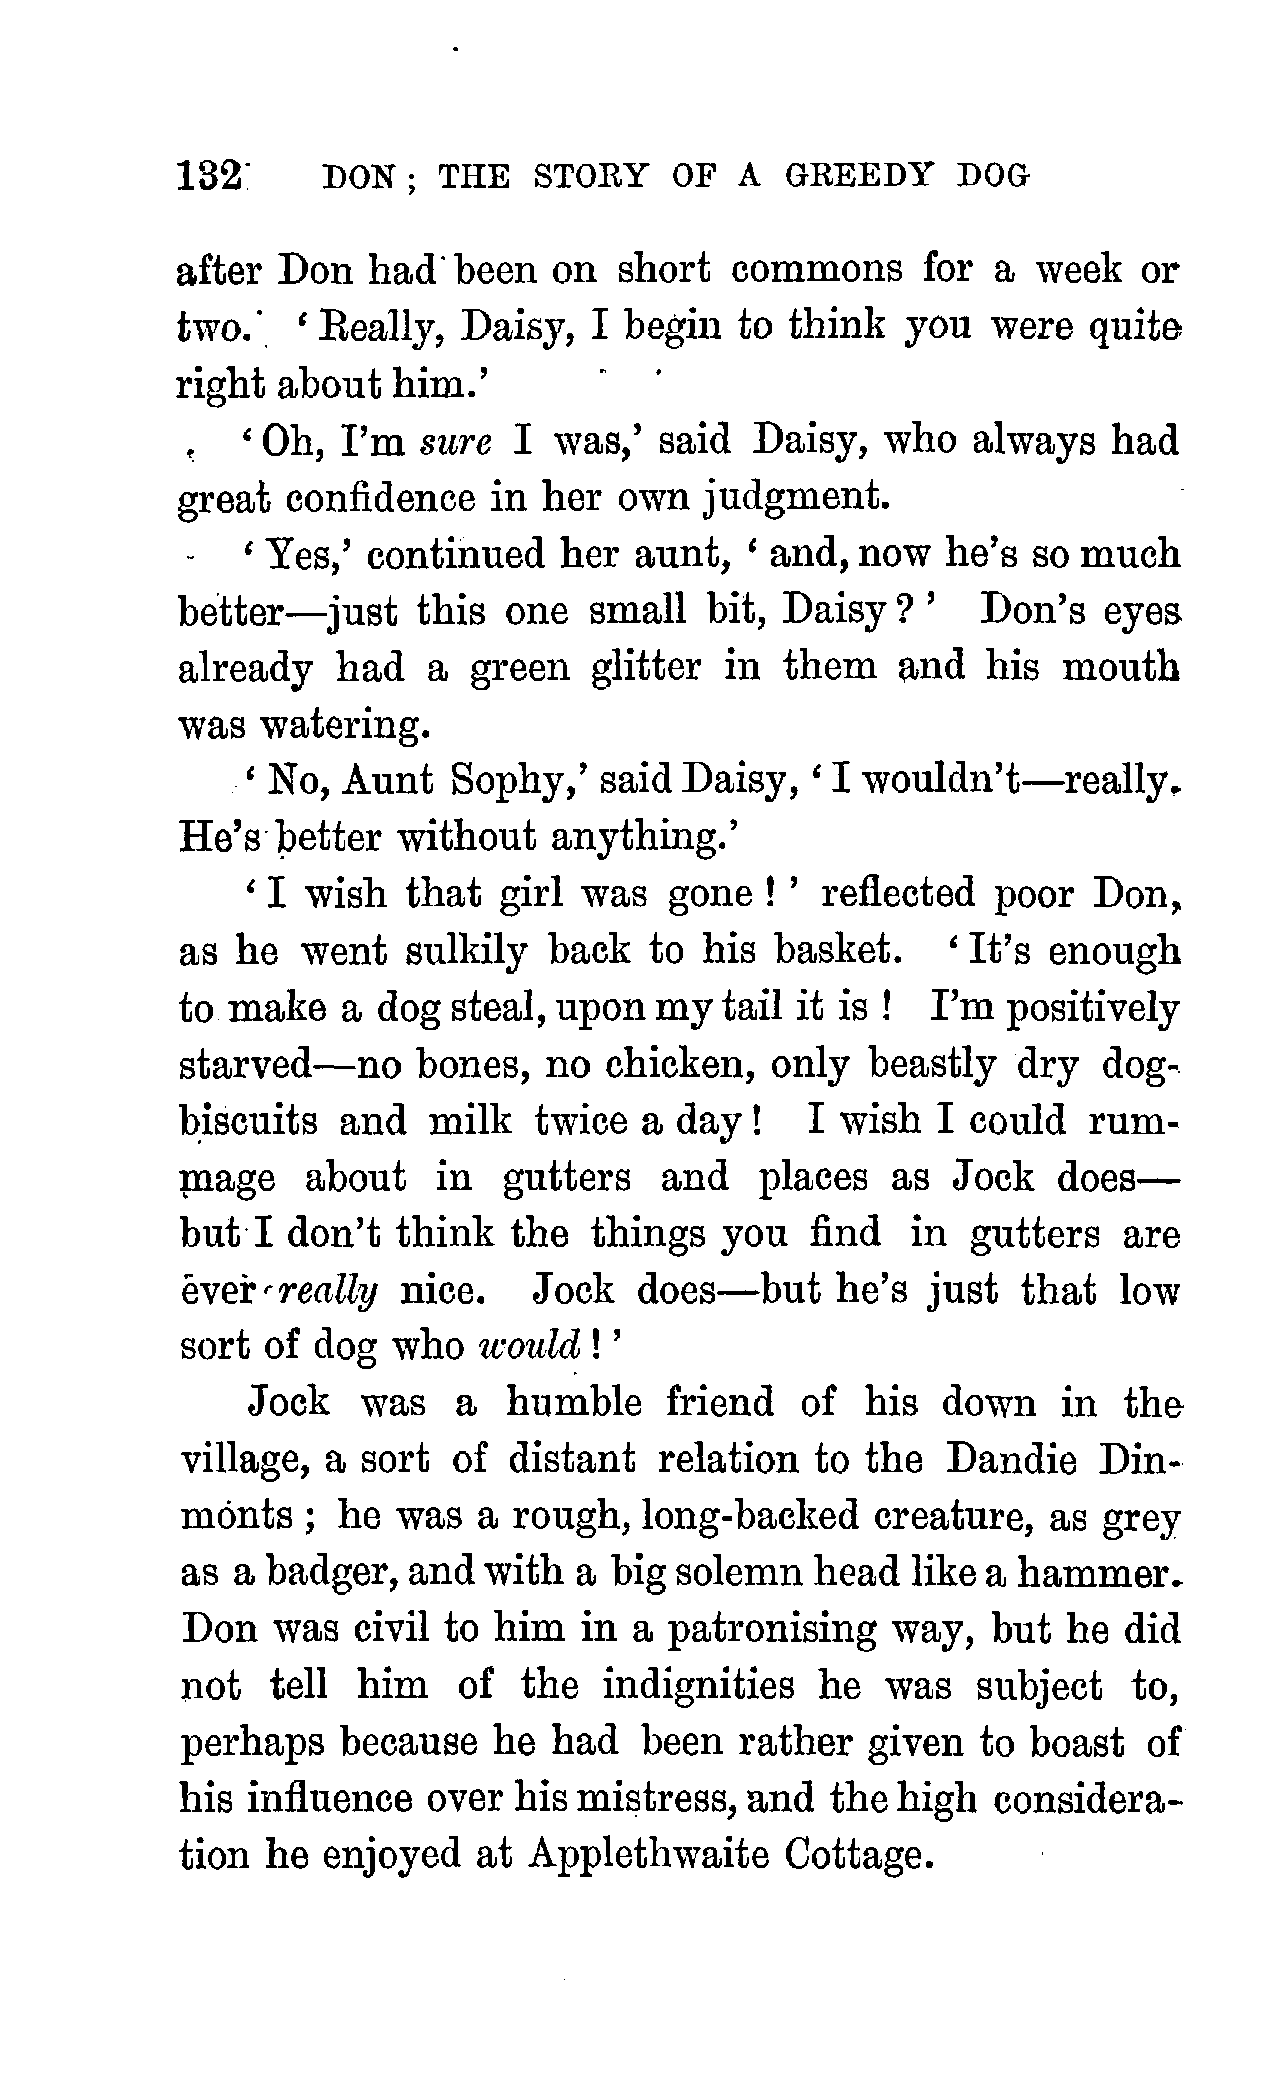 132 DON ; THE STORY OF A GREEDY DOG
after Don had been on short commons for a week or
two. ‘ Really, Daisy, I begin to think you were quite
right about him.’
‘ Oh, I’m sure I was,’ said Daisy, who always had
great confidence in her own judgment.
‘ Yes,’ continued her aunt, ‘ and, now he’s so much
better—just this one small bit, Daisy ? ’ Don’s eyes
already had a green glitter in them and his mouth
was watering.
‘ No, Aunt Sophy,’ said Daisy, ‘ I wouldn’t—really.
He’s better without anything.’
‘ I wish that girl was gone ! ’ reflected poor Don,
as he went sulkily back to his basket. ‘ It’s enough
to make a dog steal, upon my tail it is ! I’m positively
starved—no bones, no chicken, only beastly dry dog-
biscuits and milk twice a day ! I wish I could rum-
mage about in gutters and places as Jock does—
but I don’t think the things you find in gutters are
ever really nice. Jock does—but he’s just that low
sort of dog who would ! ’
Jock was a humble friend of his down in the
village, a sort of distant relation to the Dandie Din-
monts ; he was a rough, long-backed creature, as grey
as a badger, and with a big solemn head like a hammer.
Don was civil to him in a patronising way, but he did
not tell him of the indignities he was subject to,
perhaps because he had been rather given to boast of
his influence over his mistress, and the high considera-
tion he enjoyed at Applethwaite Cottage.